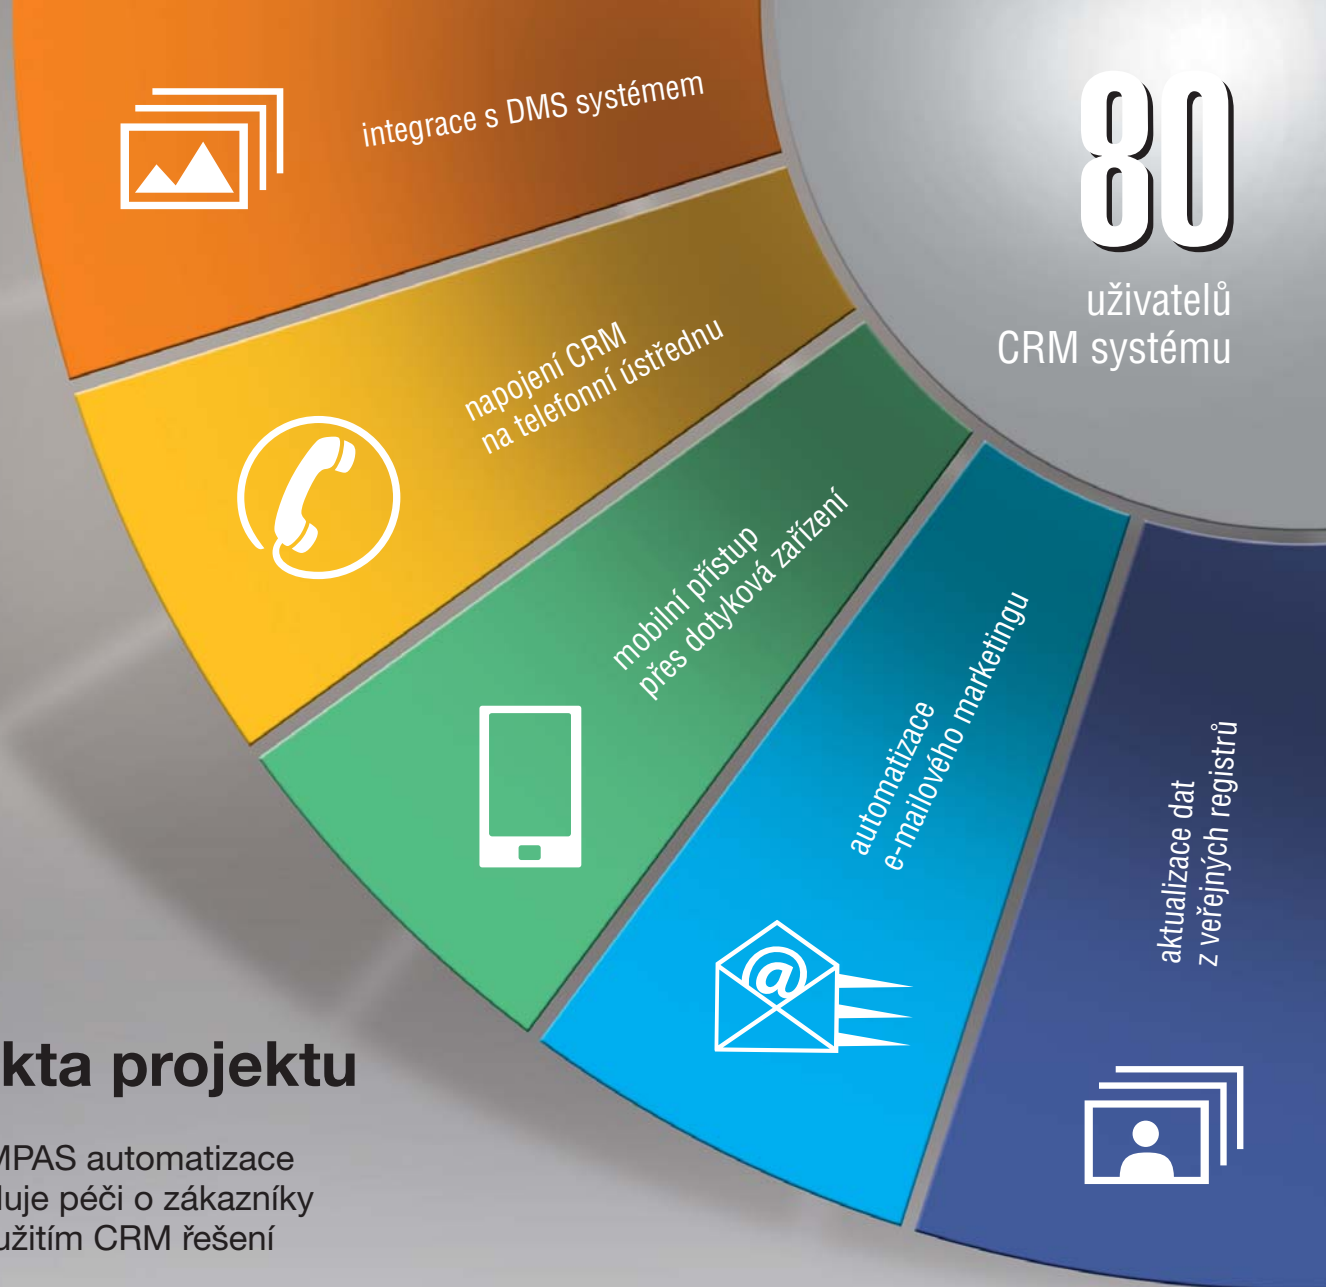 integrace s DMS systémem
80
uživatelů
CRM systému
napojení CRM
na telefonní ústřednu
mobilní přístup
přes dotyková zařízení
automatizace
e-mailového marketingu
aktualizace dat
z veřejných registrů
kta projektu
MPAS automatizace
luje péči o zákazníky
užitím CRM řešení